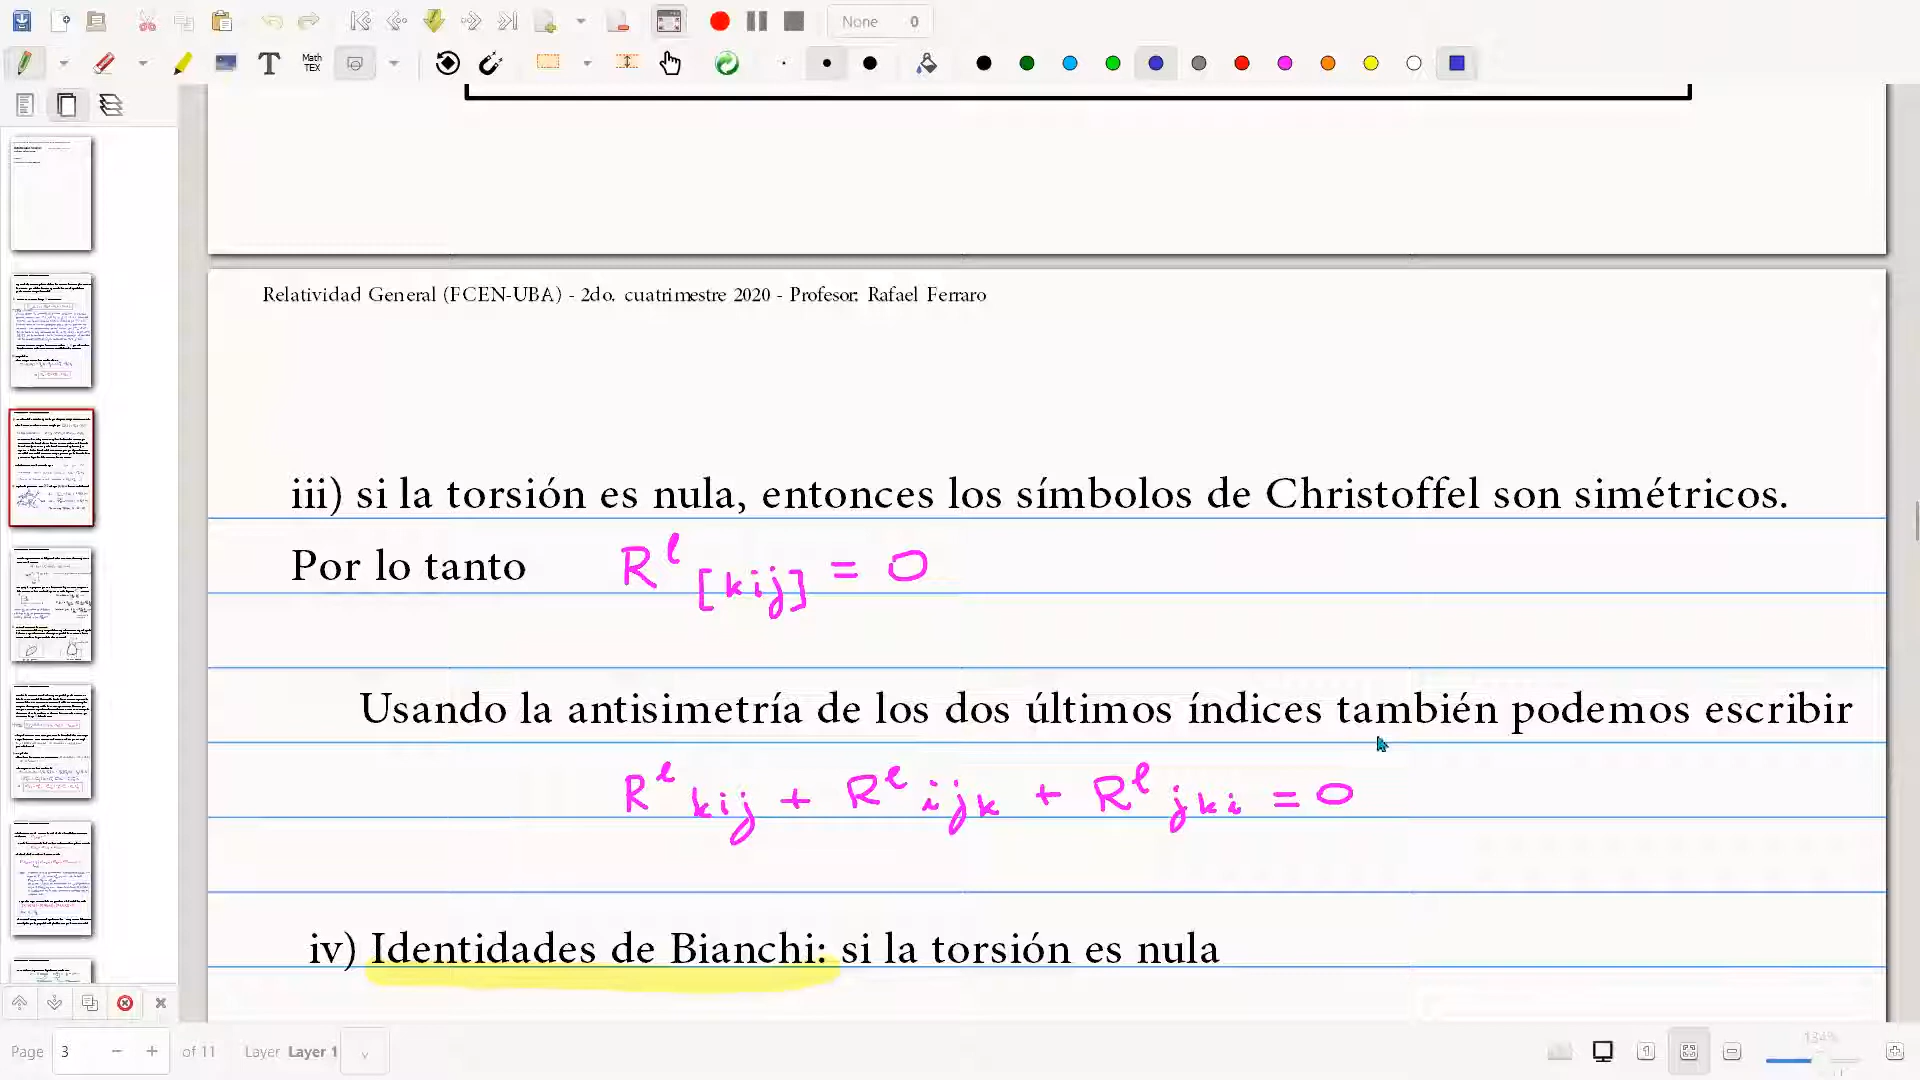 None 0
T Math TEX
Relatividad General (FCEN-UBA) - 2do. cuatrimestre 2020 - Profesor: Rafael Ferraro
iii) si la torsión es nula, entonces los símbolos de Christoffel son simétricos.
Por lo tanto R^l_[kij] = 0
Usando la antisimetría de los dos últimos índices también podemos escribir
R^l_kij + R^l_ijk + R^l_jki = 0
iv) Identidades de Bianchi: si la torsión es nula
Page 3 of 11 Layer Layer 1 134%